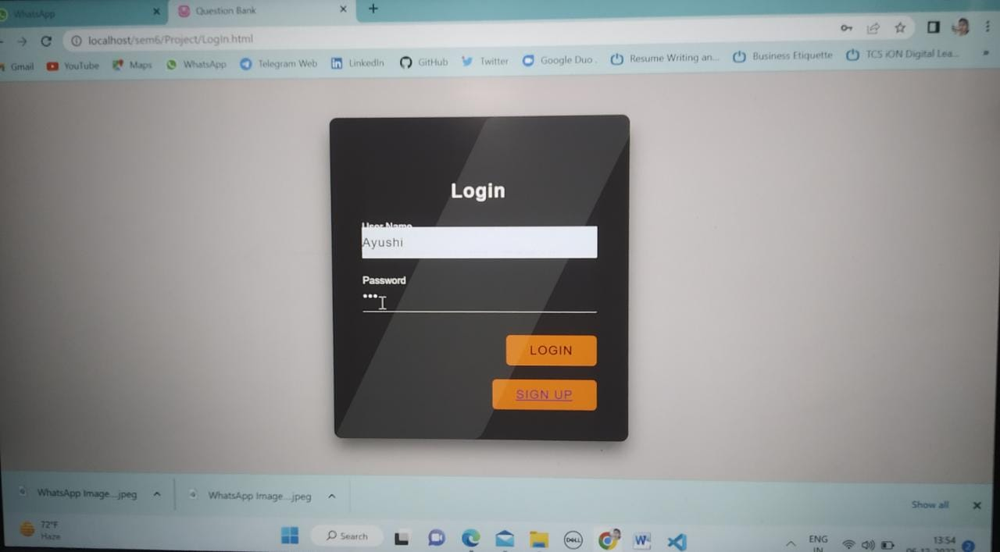 WhatsApp
Question Bank
localhost/sem6/Project/LogIn.html
Gmail YouTube Maps WhatsApp Telegram Web LinkedIn GitHub Twitter Google Duo . Resume Writing an... Business Etiquette TCS iON Digital Lea... »
Login
User Name
Ayushi
Password
LOGIN
SIGN UP
WhatsApp Image...jpeg
WhatsApp Image...jpeg
Show all
72°F
Haze
Search
DELL
W
ENG
IN
13:54
2